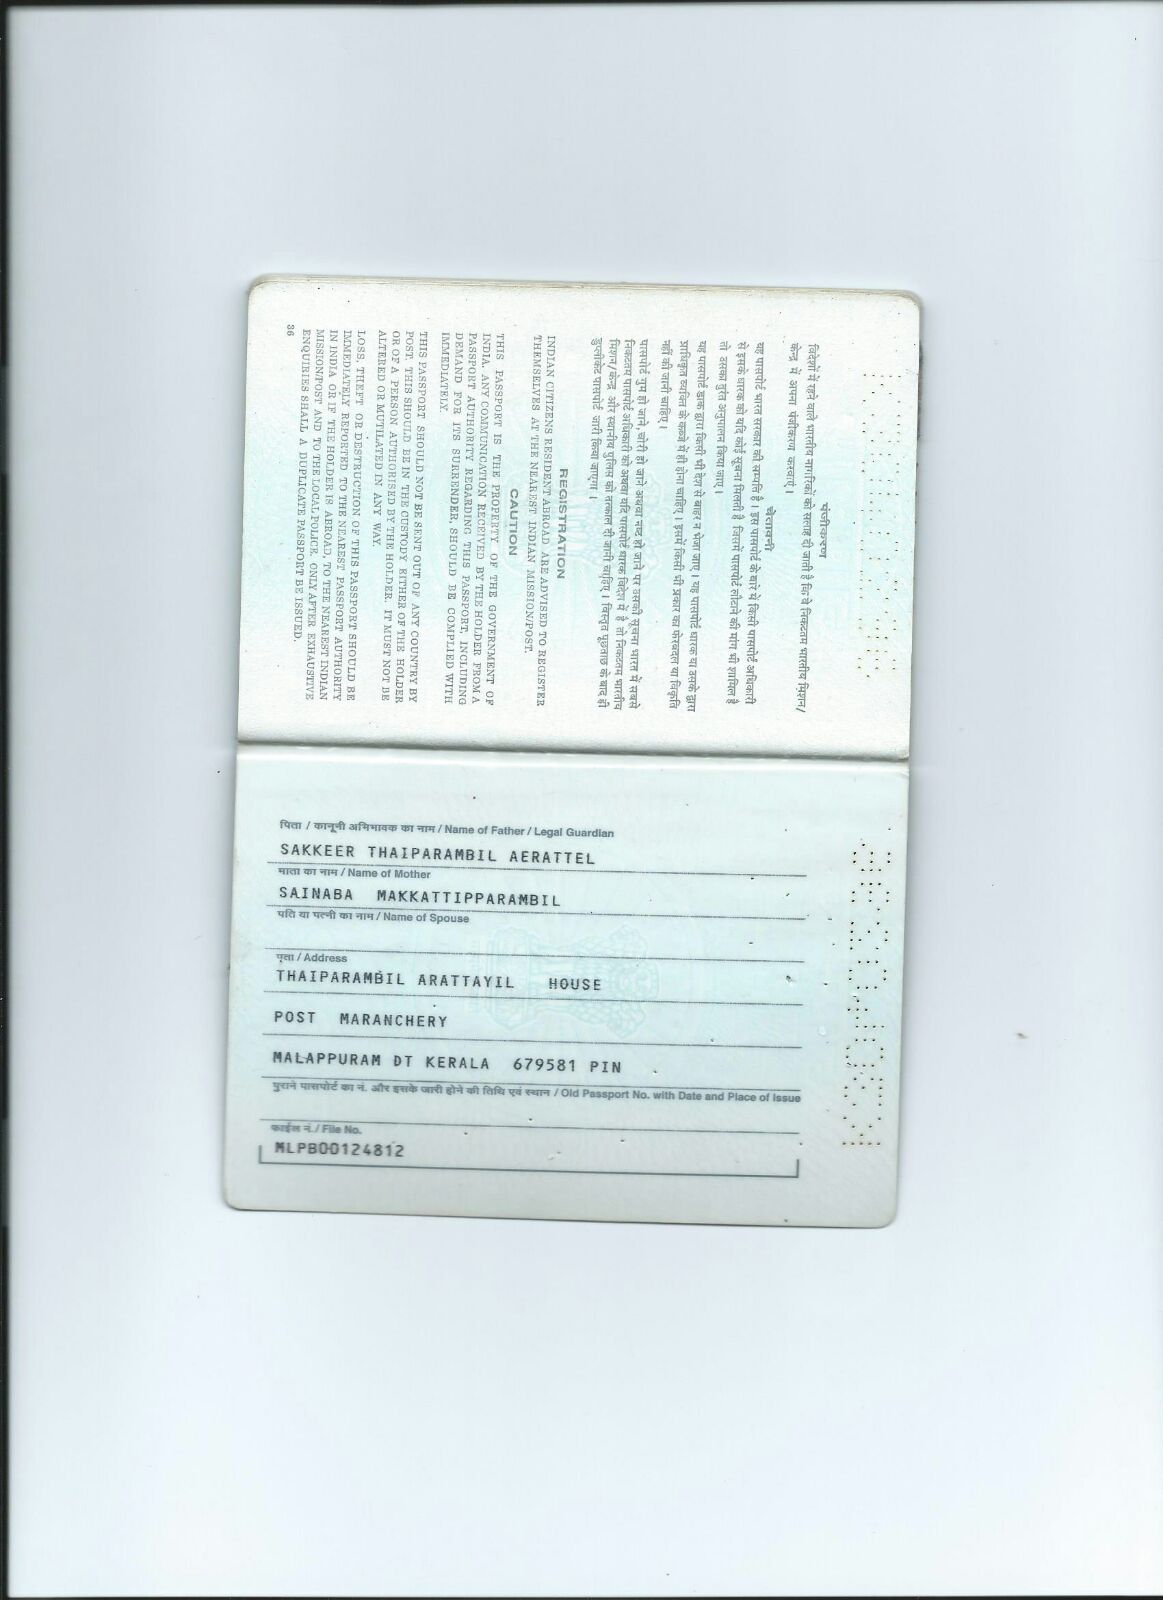 पंजीकरण
विदेशों में रहने वाले भारतीय नागरिकों को सलाह दी जाती है कि वे निकटतम भारतीय मिशन/
केन्द्र में अपना पंजीकरण करवाएं ।
चेतावनी
यह पासपोर्ट भारत सरकार की सम्पत्ति है । इस पासपोर्ट के बारे में किसी पासपोर्ट अधिकारी
से इसके धारक को यदि कोई सूचना मिलती है, जिसमें पासपोर्ट लौटाने की मांग भी शामिल है
तो उसका तुरंत अनुपालन किया जाए ।
यह पासपोर्ट डाक द्वारा किसी भी देश से बाहर न भेजा जाए । यह पासपोर्ट धारक या उसके द्वारा
प्राधिकृत व्यक्ति के कब्जे में ही होना चाहिए । इसमें किसी भी प्रकार का फेरबदल या विकृति
नहीं की जानी चाहिए ।
पासपोर्ट गुम हो जाने, चोरी हो जाने अथवा नष्ट हो जाने पर उसकी सूचना भारत में सबसे
निकटतम पासपोर्ट अधिकारी को अथवा यदि पासपोर्ट धारक विदेश में है तो निकटतम भारतीय
मिशन/केन्द्र और स्थानीय पुलिस को तत्काल दी जानी चाहिए । विस्तृत पूछताछ के बाद ही
डुप्लीकेट पासपोर्ट जारी किया जाएगा ।
REGISTRATION
INDIAN CITIZENS RESIDENT ABROAD ARE ADVISED TO REGISTER
THEMSELVES AT THE NEAREST INDIAN MISSION/POST.
CAUTION
THIS PASSPORT IS THE PROPERTY OF THE GOVERNMENT OF
INDIA. ANY COMMUNICATION RECEIVED BY THE HOLDER FROM A
PASSPORT AUTHORITY REGARDING THIS PASSPORT, INCLUDING
DEMAND FOR ITS SURRENDER, SHOULD BE COMPLIED WITH
IMMEDIATELY.
THIS PASSPORT SHOULD NOT BE SENT OUT OF ANY COUNTRY BY
POST. THIS SHOULD BE IN THE CUSTODY EITHER OF THE HOLDER
OR OF A PERSON AUTHORISED BY THE HOLDER. IT MUST NOT BE
ALTERED OR MUTILATED IN ANY WAY.
LOSS, THEFT OR DESTRUCTION OF THIS PASSPORT SHOULD BE
IMMEDIATELY REPORTED TO THE NEAREST PASSPORT AUTHORITY
IN INDIA OR IF THE HOLDER IS ABROAD, TO THE NEAREST INDIAN
MISSION/POST AND TO THE LOCAL POLICE. ONLY AFTER EXHAUSTIVE
ENQUIRIES SHALL A DUPLICATE PASSPORT BE ISSUED.
36
पिता / कानूनी अभिभावक का नाम / Name of Father / Legal Guardian
SAKKEER THAIPARAMBIL AERATTEL
माता का नाम / Name of Mother
SAINABA MAKKATTIPPARAMBIL
पति या पत्नी का नाम / Name of Spouse
पता / Address
THAIPARAMBIL ARATTAYIL HOUSE
POST MARANCHERY
MALAPPURAM DT KERALA 679581 PIN
पुराने पासपोर्ट का नं. और इसके जारी होने की तिथि एवं स्थान / Old Passport No. with Date and Place of Issue
फाईल नं./ File No.
MLPB00124812